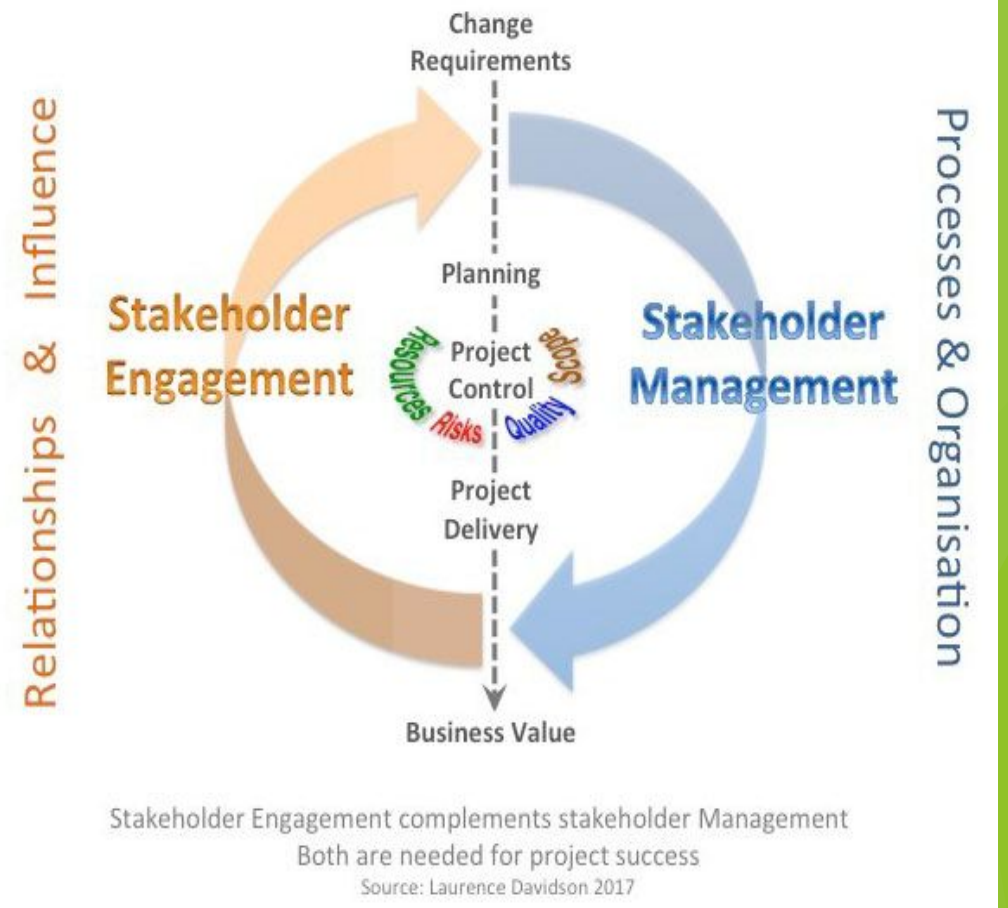 Change
Requirements
Relationships & Influence
Processes & Organisation
Planning
Stakeholder
Engagement
Stakeholder
Management
Project
Control
Resources
Risks
Quality
Scope
Project
Delivery
Business Value
Stakeholder Engagement complements stakeholder Management
Both are needed for project success
Source: Laurence Davidson 2017